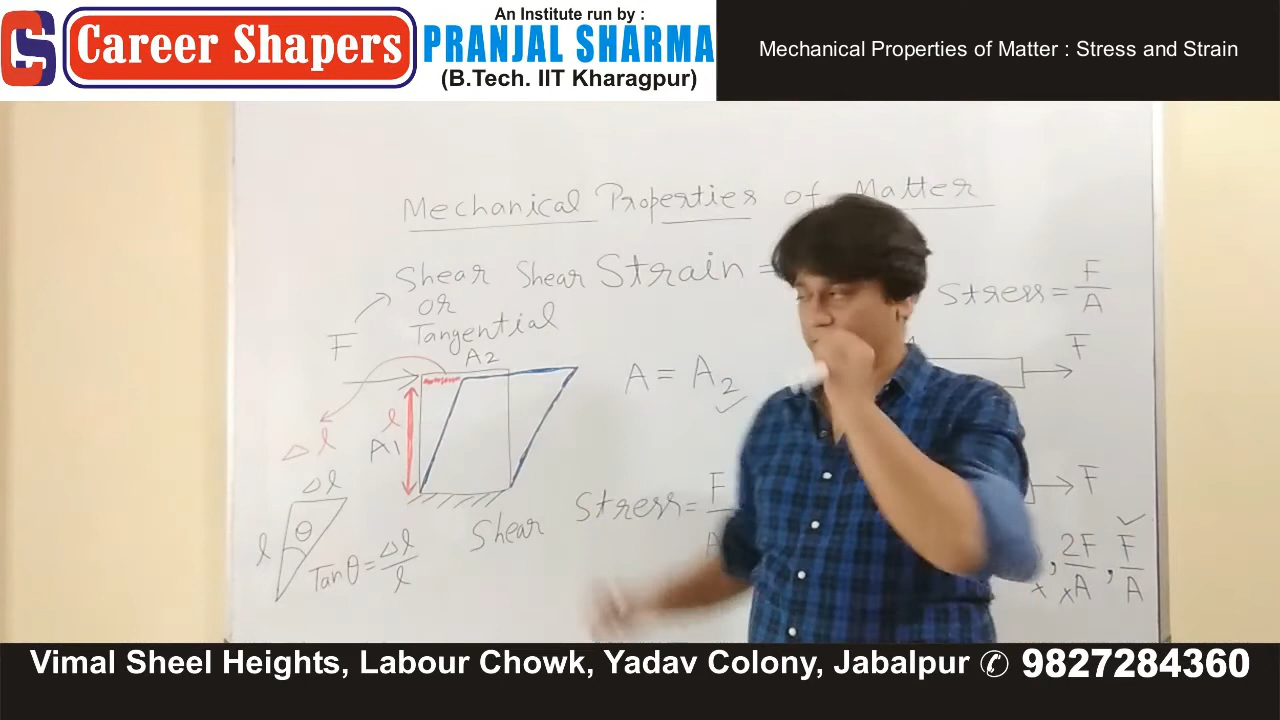 Career Shapers
An Institute run by :
PRANJAL SHARMA
(B.Tech. IIT Kharagpur)
Mechanical Properties of Matter : Stress and Strain
Mechanical Properties of Matter
Shear Shear Strain =
or
Tangential
Stress = F/A
F
A2
F
A = A2
l
Δl
A1
Δl
θ
l
Tan θ = Δl/l
Shear Stress = F
F
2F/A, F/A
Vimal Sheel Heights, Labour Chowk, Yadav Colony, Jabalpur ✆ 9827284360